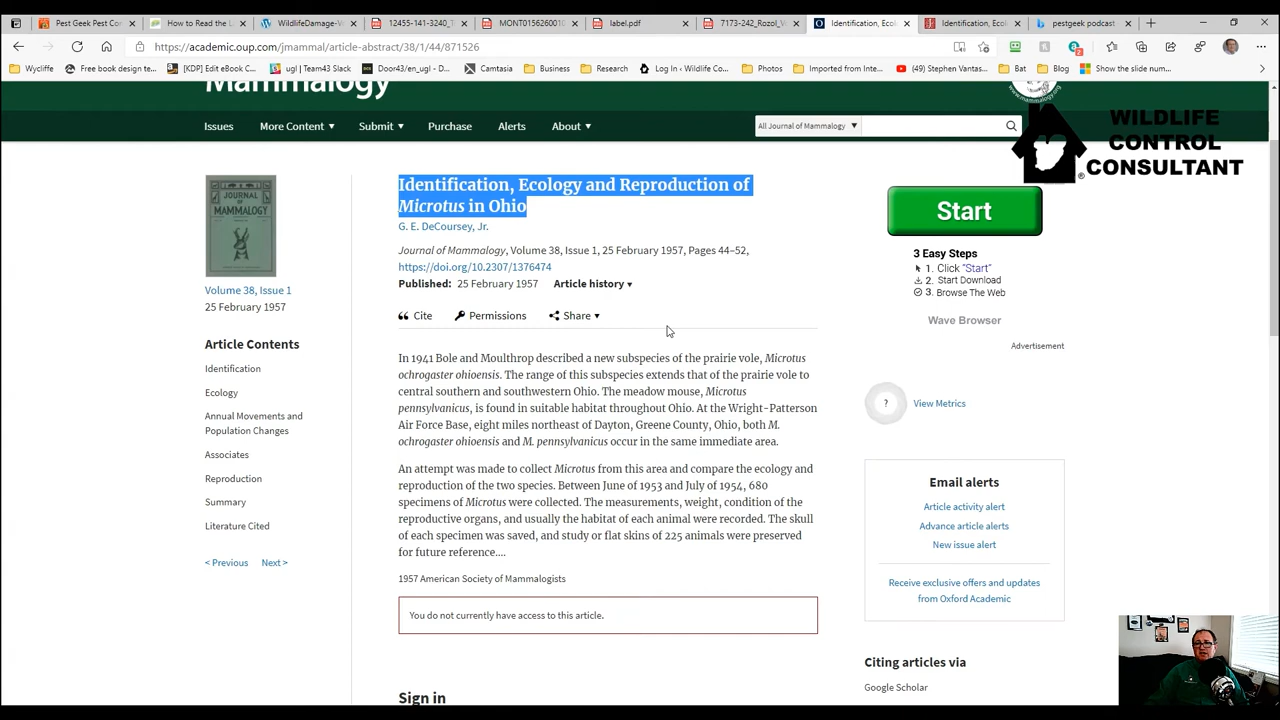 Pest Geek Pest Co
How to Read the L
WildlifeDamage-V
12455-141-3240_T
MONT0156260010
label.pdf
7173-242_Rozol_V
Identification, Ecol
Identification, Ecol
pestgeek podcast
https://academic.oup.com/jmammal/article-abstract/38/1/44/871526
Wycliffe
Free book design te...
[KDP] Edit eBook C...
ugl | Team43 Slack
Door43/en_ugl - D...
Camtasia
Business
Research
Log In ‹ Wildlife Co...
Photos
Imported from Inte...
(49) Stephen Vantas...
Bat
Blog
Show the slide num...
Mammalogy
www.mammalogy.org
Issues
More Content
Submit
Purchase
Alerts
About
All Journal of Mammalogy
WILDLIFE
CONTROL
CONSULTANT
®
JOURNAL OF
MAMMALOGY
Volume 38, Issue 1
25 February 1957
Article Contents
Identification
Ecology
Annual Movements and
Population Changes
Associates
Reproduction
Summary
Literature Cited
< Previous
Next >
Identification, Ecology and Reproduction of
Microtus in Ohio
G. E. DeCoursey, Jr.
Journal of Mammalogy, Volume 38, Issue 1, 25 February 1957, Pages 44–52,
https://doi.org/10.2307/1376474
Published: 25 February 1957 Article history
Cite
Permissions
Share
In 1941 Bole and Moulthrop described a new subspecies of the prairie vole, Microtus
ochrogaster ohioensis. The range of this subspecies extends that of the prairie vole to
central southern and southwestern Ohio. The meadow mouse, Microtus
pennsylvanicus, is found in suitable habitat throughout Ohio. At the Wright-Patterson
Air Force Base, eight miles northeast of Dayton, Greene County, Ohio, both M.
ochrogaster ohioensis and M. pennsylvanicus occur in the same immediate area.
An attempt was made to collect Microtus from this area and compare the ecology and
reproduction of the two species. Between June of 1953 and July of 1954, 680
specimens of Microtus were collected. The measurements, weight, condition of the
reproductive organs, and usually the habitat of each animal were recorded. The skull
of each specimen was saved, and study or flat skins of 225 animals were preserved
for future reference....
1957 American Society of Mammalogists
You do not currently have access to this article.
Sign in
Start
3 Easy Steps
1. Click "Start"
2. Start Download
3. Browse The Web
Wave Browser
Advertisement
?
View Metrics
Email alerts
Article activity alert
Advance article alerts
New issue alert
Receive exclusive offers and updates
from Oxford Academic
Citing articles via
Google Scholar